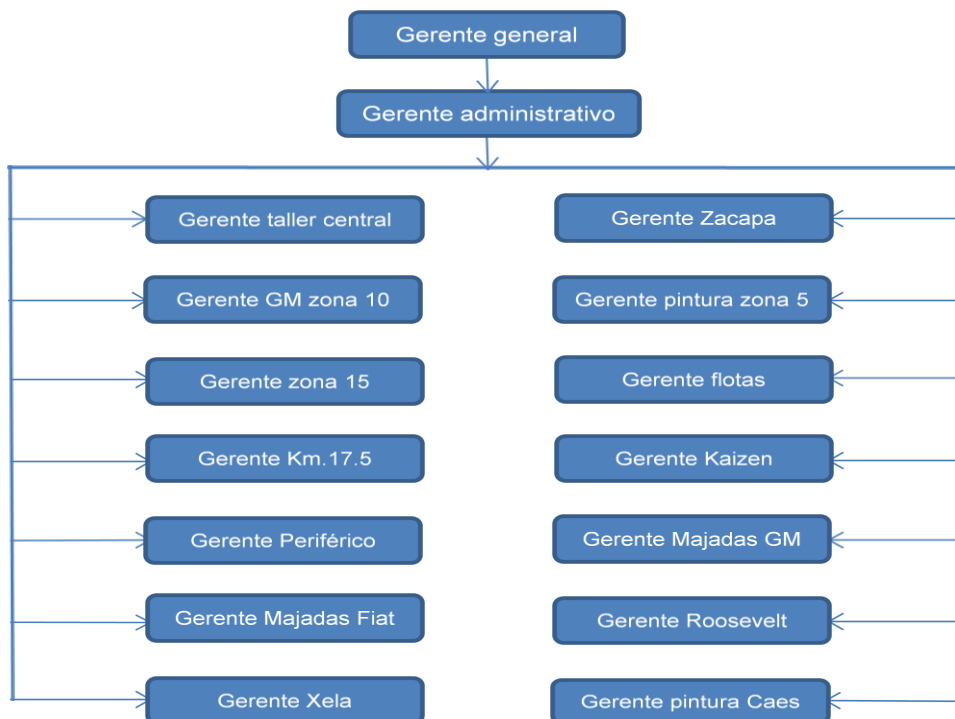 Gerente general
Gerente administrativo
Gerente taller central
Gerente Zacapa
Gerente GM zona 10
Gerente pintura zona 5
Gerente zona 15
Gerente flotas
Gerente Km.17.5
Gerente Kaizen
Gerente Periférico
Gerente Majadas GM
Gerente Majadas Fiat
Gerente Roosevelt
Gerente Xela
Gerente pintura Caes